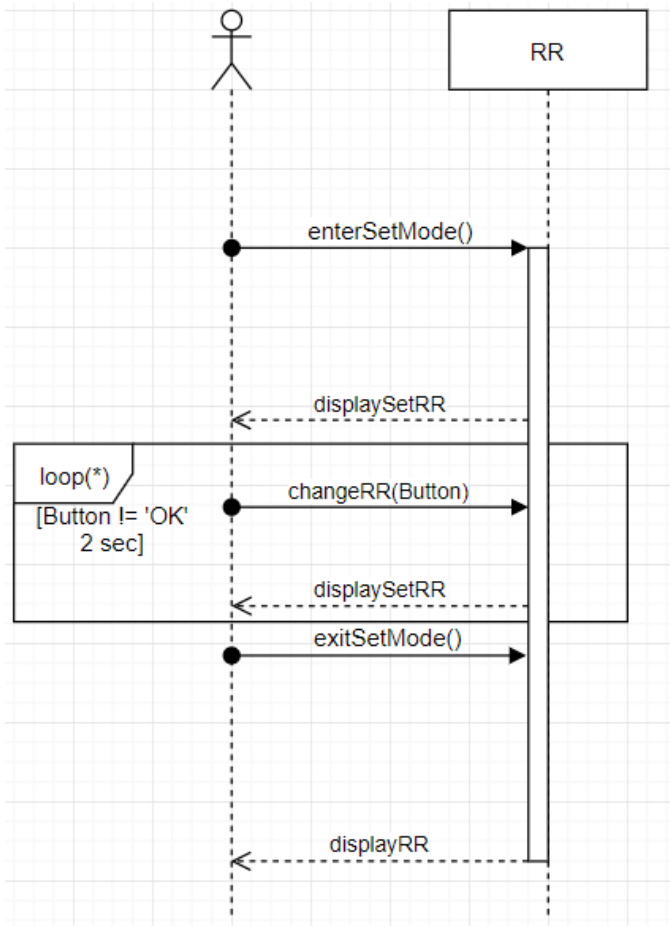 RR
enterSetMode()
displaySetRR
loop(*)
changeRR(Button)
[Button != 'OK'
2 sec]
displaySetRR
exitSetMode()
displayRR